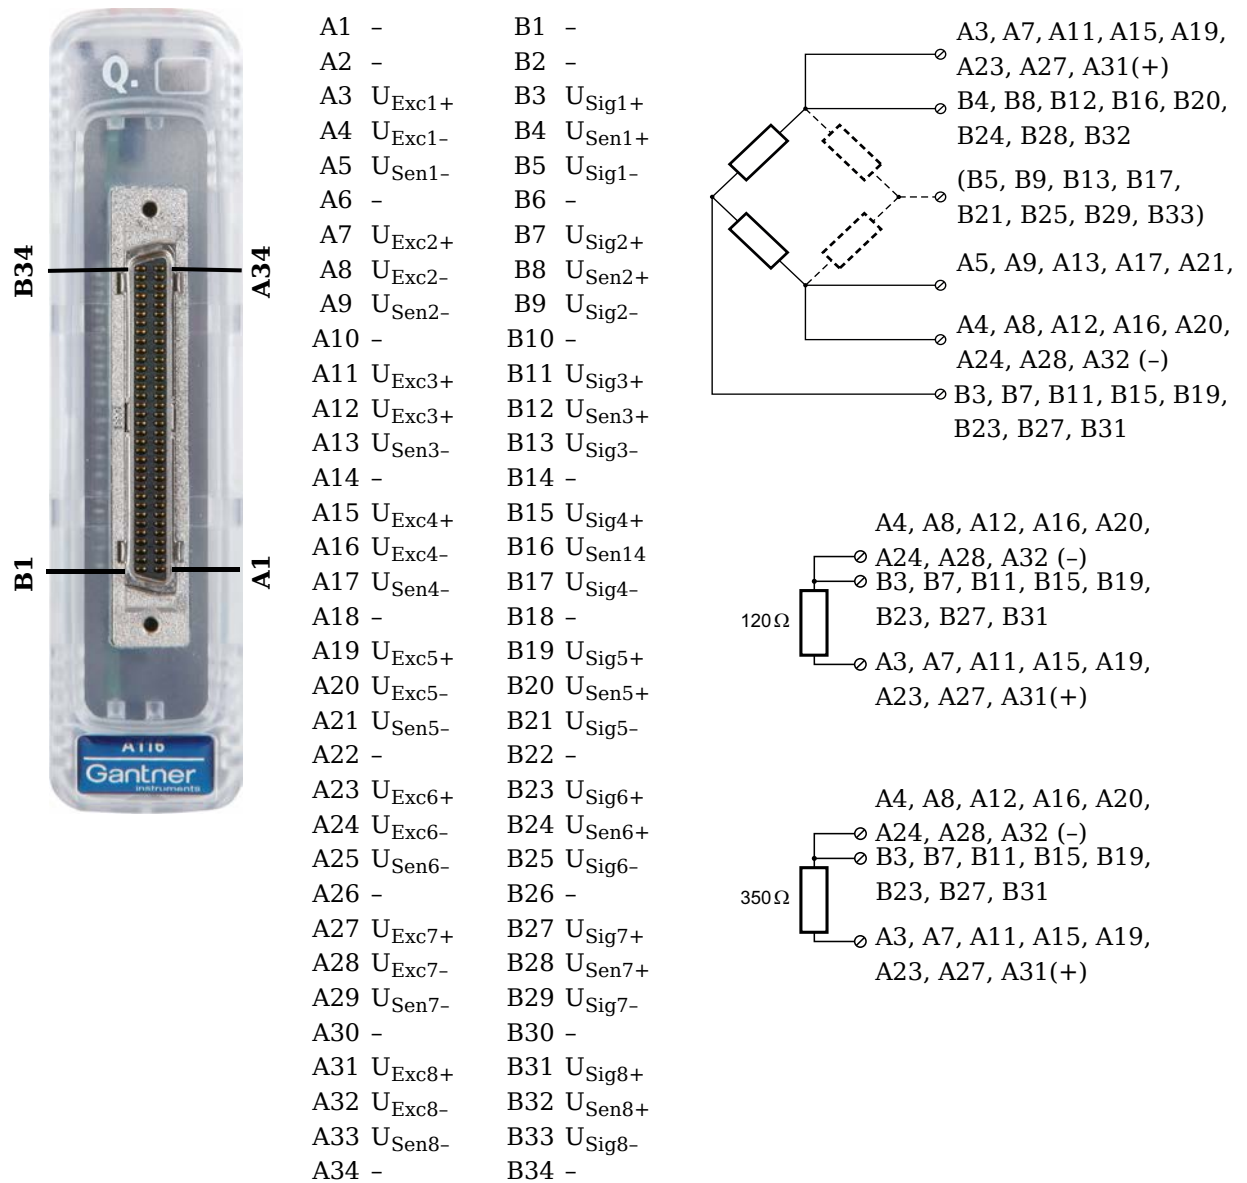 Q.
B34
A34
B1
A1
A116
Gantner
instruments
A1 –
A2 –
A3 UExc1+
A4 UExc1-
A5 USen1–
A6 –
A7 UExc2+
A8 UExc2–
A9 USen2–
A10 –
A11 UExc3+
A12 UExc3+
A13 USen3–
A14 –
A15 UExc4+
A16 UExc4–
A17 USen4–
A18 –
A19 UExc5+
A20 UExc5–
A21 USen5–
A22 –
A23 UExc6+
A24 UExc6–
A25 USen6–
A26 –
A27 UExc7+
A28 UExc7–
A29 USen7–
A30 –
A31 UExc8+
A32 UExc8–
A33 USen8–
A34 –
B1 –
B2 –
B3 USig1+
B4 USen1+
B5 USig1–
B6 –
B7 USig2+
B8 USen2+
B9 USig2–
B10 –
B11 USig3+
B12 USen3+
B13 USig3–
B14 –
B15 USig4+
B16 USen14
B17 USig4–
B18 –
B19 USig5+
B20 USen5+
B21 USig5–
B22 –
B23 USig6+
B24 USen6+
B25 USig6–
B26 –
B27 USig7+
B28 USen7+
B29 USig7–
B30 –
B31 USig8+
B32 USen8+
B33 USig8–
B34 –
A3, A7, A11, A15, A19,
A23, A27, A31(+)
B4, B8, B12, B16, B20,
B24, B28, B32
(B5, B9, B13, B17,
B21, B25, B29, B33)
A5, A9, A13, A17, A21,
A4, A8, A12, A16, A20,
A24, A28, A32 (–)
B3, B7, B11, B15, B19,
B23, B27, B31
A4, A8, A12, A16, A20,
A24, A28, A32 (–)
B3, B7, B11, B15, B19,
B23, B27, B31
120Ω
A3, A7, A11, A15, A19,
A23, A27, A31(+)
A4, A8, A12, A16, A20,
A24, A28, A32 (–)
B3, B7, B11, B15, B19,
B23, B27, B31
350Ω
A3, A7, A11, A15, A19,
A23, A27, A31(+)